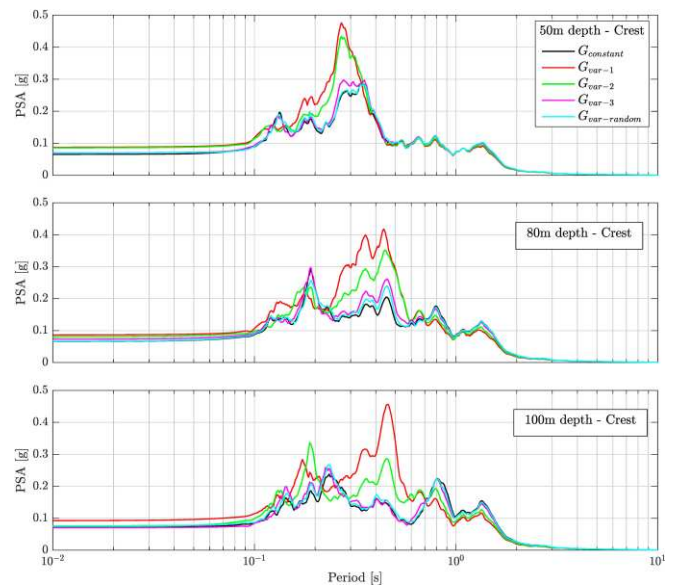 50m depth - Crest
G_constant
G_var-1
G_var-2
G_var-3
G_var-random
PSA [g]
0.5
0.4
0.3
0.2
0.1
0
80m depth - Crest
PSA [g]
0.5
0.4
0.3
0.2
0.1
0
100m depth - Crest
PSA [g]
0.5
0.4
0.3
0.2
0.1
0
10^-2 10^-1 10^0 10^1
Period [s]